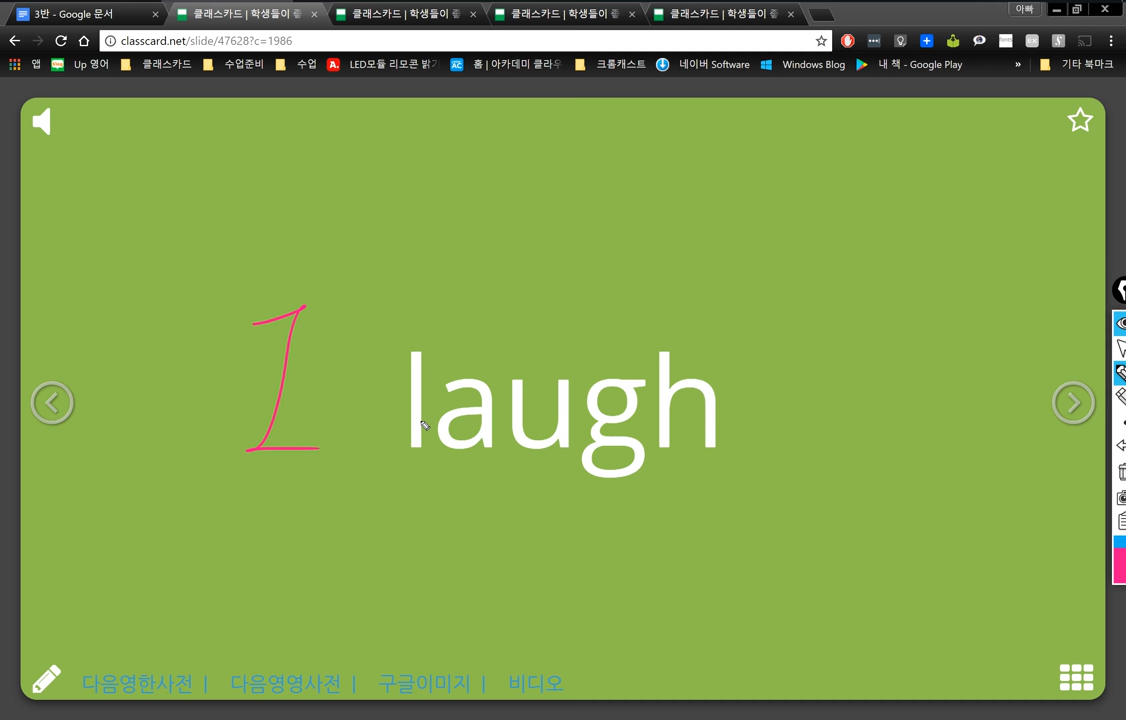 3반 - Google 문서
클래스카드 | 학생들이 좋
클래스카드 | 학생들이 좋
클래스카드 | 학생들이 좋
클래스카드 | 학생들이 좋
아빠
classcard.net/slide/47628?c=1986
앱 Up 영어 클래스카드 수업준비 수업 LED모듈 리모콘 밝기 홈 | 아카데미 클라우 크롬캐스트 네이버 Software Windows Blog 내 책 - Google Play » 기타 북마크
1 laugh
다음영한사전 | 다음영영사전 | 구글이미지 | 비디오